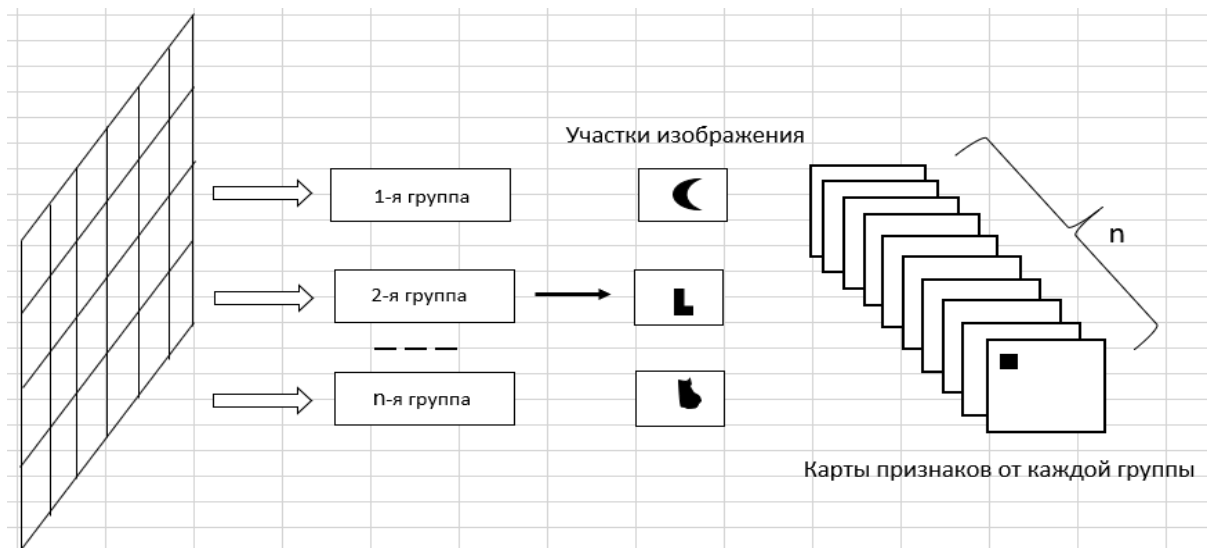 Участки изображения
1-я группа
2-я группа
n-я группа
n
Карты признаков от каждой группы